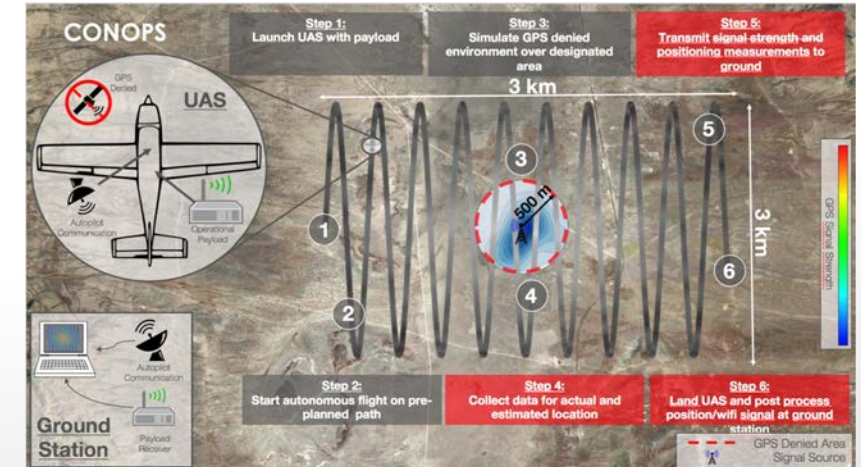 CONOPS
Step 1:
Launch UAS with payload
Step 3:
Simulate GPS denied
environment over designated
area
Step 5:
Transmit signal strength and
positioning measurements to
ground
3 km
GPS
Denied
UAS
Autopilot
Communication
Operational
Payload
1
2
3
500 m
4
5
6
3 km
GPS Signal Strength
Autopilot
Communication
Payload
Receiver
Ground
Station
Step 2:
Start autonomous flight on pre-
planned path
Step 4:
Collect data for actual and
estimated location
Step 6:
Land UAS and post process
position/wifi signal at ground
station
GPS Denied Area
Signal Source